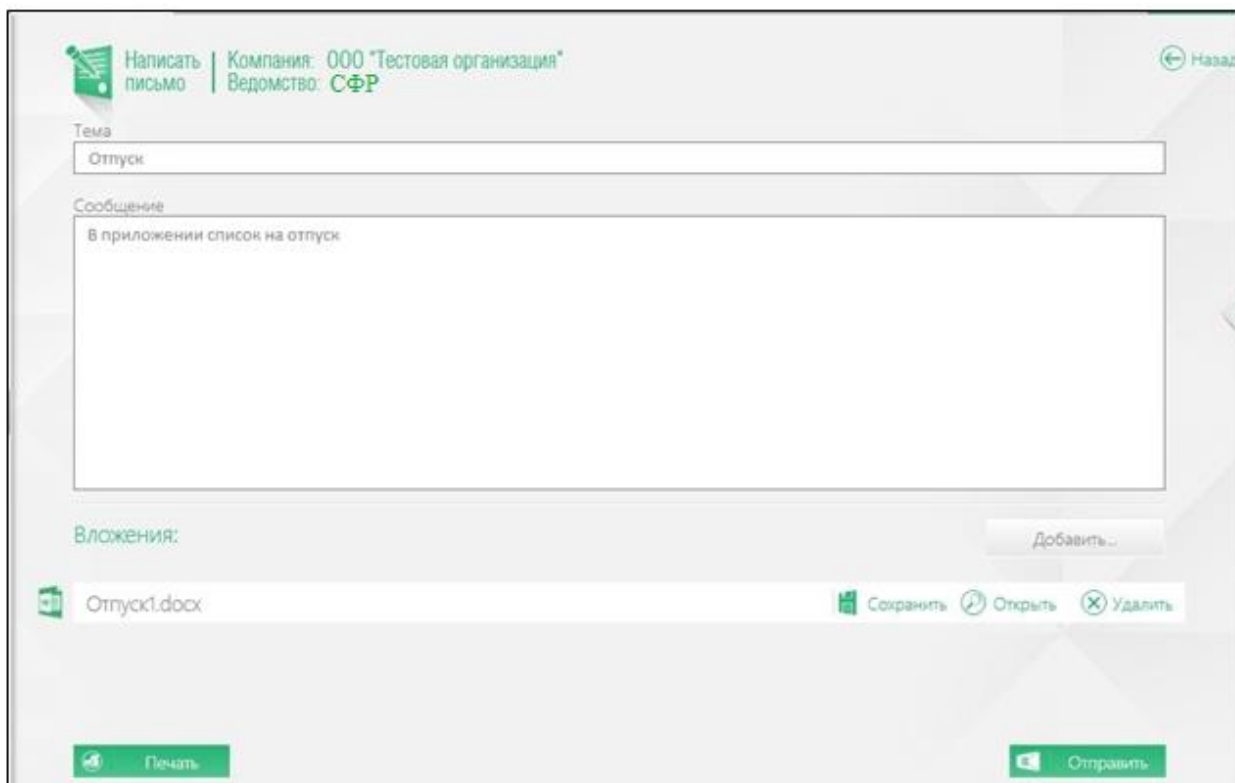 Написать письмо
Компания: ООО "Тестовая организация"
Ведомство: СФР
Назад
Тема
Отпуск
Сообщение
В приложении список на отпуск
Вложения:
Добавить...
Отпуск1.docx
Сохранить
Открыть
Удалить
Печать
Отправить